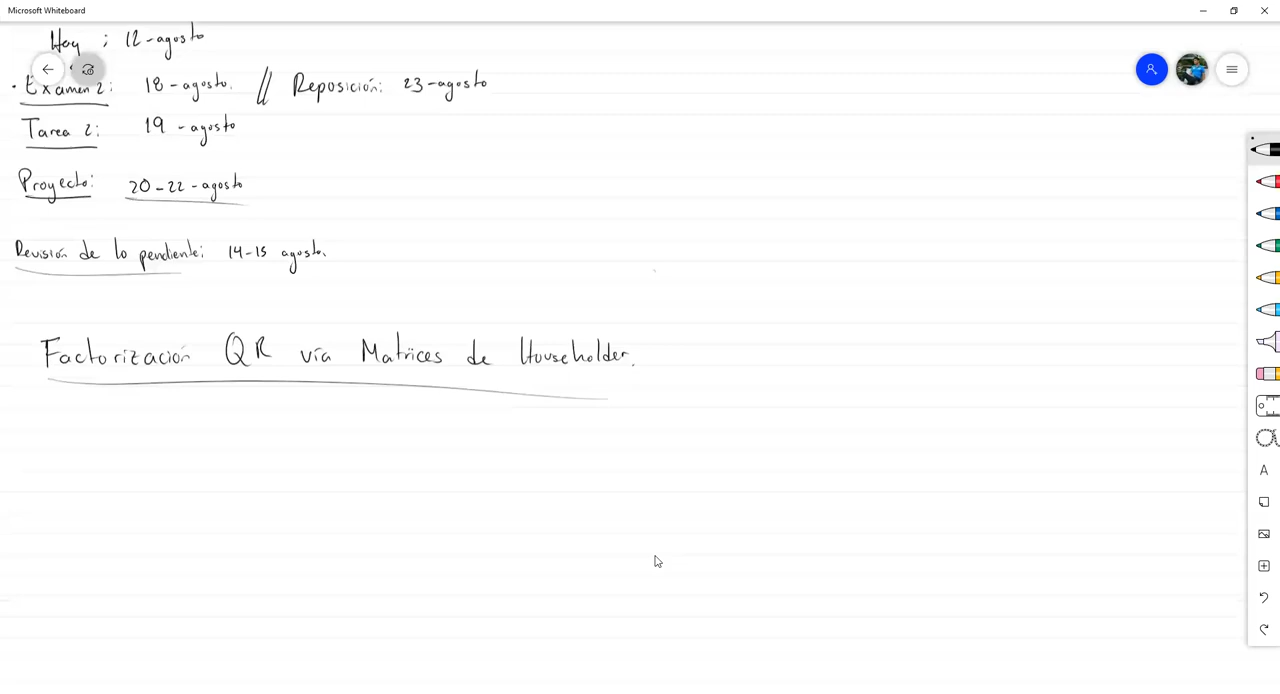 Microsoft Whiteboard
Hoy : 12-agosto
· Examen 2: 18-agosto. // Reposición: 23-agosto
Tarea 2: 19-agosto
Proyecto: 20-22-agosto
Revisión de lo pendiente: 14-15 agosto.
Factorización QR vía Matrices de Householder.
A